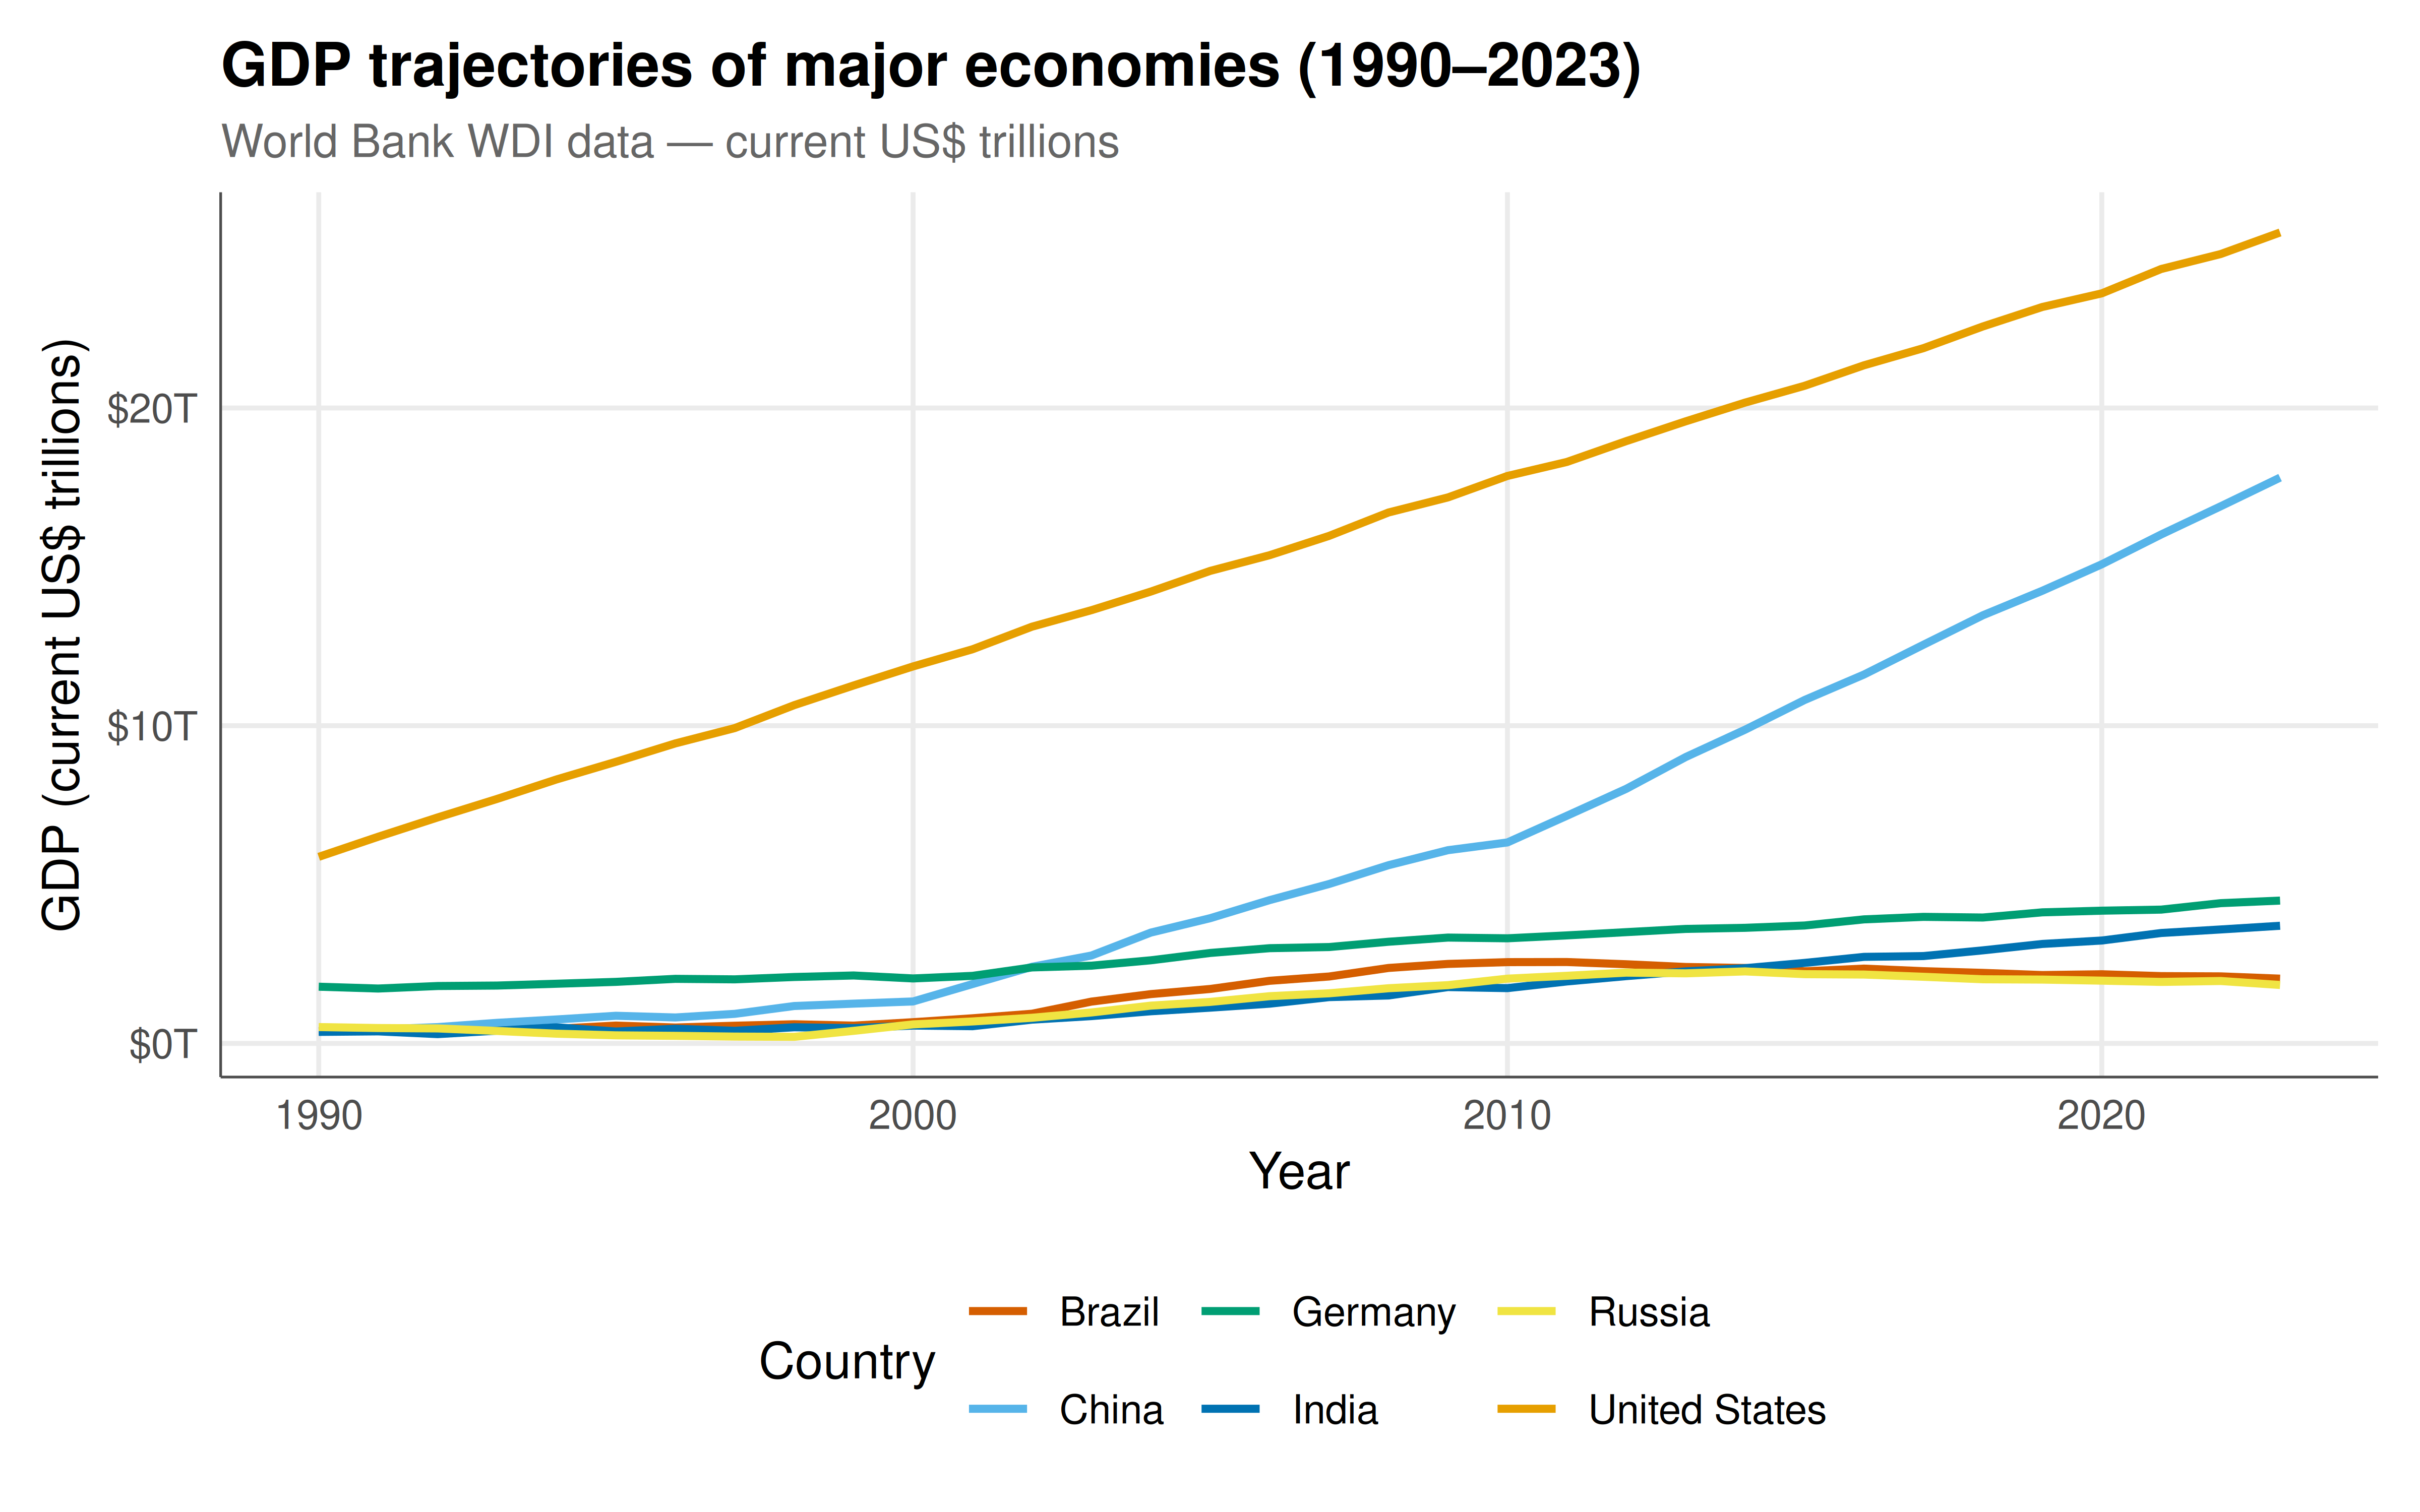 GDP trajectories of major economies (1990–2023)
World Bank WDI data — current US$ trillions
GDP (current US$ trillions)
$20T
$10T
$0T
1990 2000 2010 2020
Year
Country
Brazil Germany Russia
China India United States